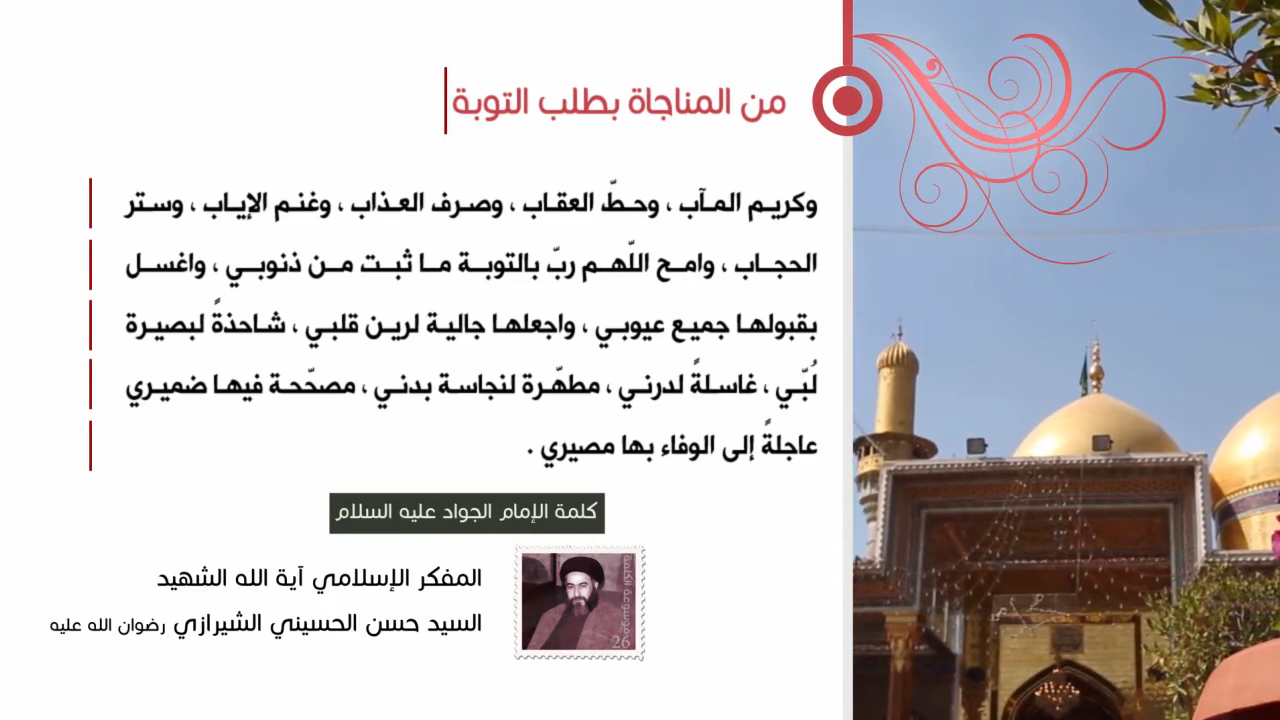 من المناجاة بطلب التوبة
وكريم المآب ، وحطّ العقاب ، وصرف العذاب ، وغنم الإياب ، وستر
الحجاب ، وامح اللّهم ربّ بالتوبة ما ثبت من ذنوبي ، واغسل
بقبولها جميع عيوبي ، واجعلها جالية لرين قلبي ، شاحذةً لبصيرة
لُبّي ، غاسلةً لدرني ، مطهّرة لنجاسة بدني ، مصحّحة فيها ضميري
عاجلةً إلى الوفاء بها مصيري .
كلمة الإمام الجواد عليه السلام
المفكر الإسلامي آية الله الشهيد
السيد حسن الحسيني الشيرازي رضوان الله عليه
موسوعة الكلمة
26